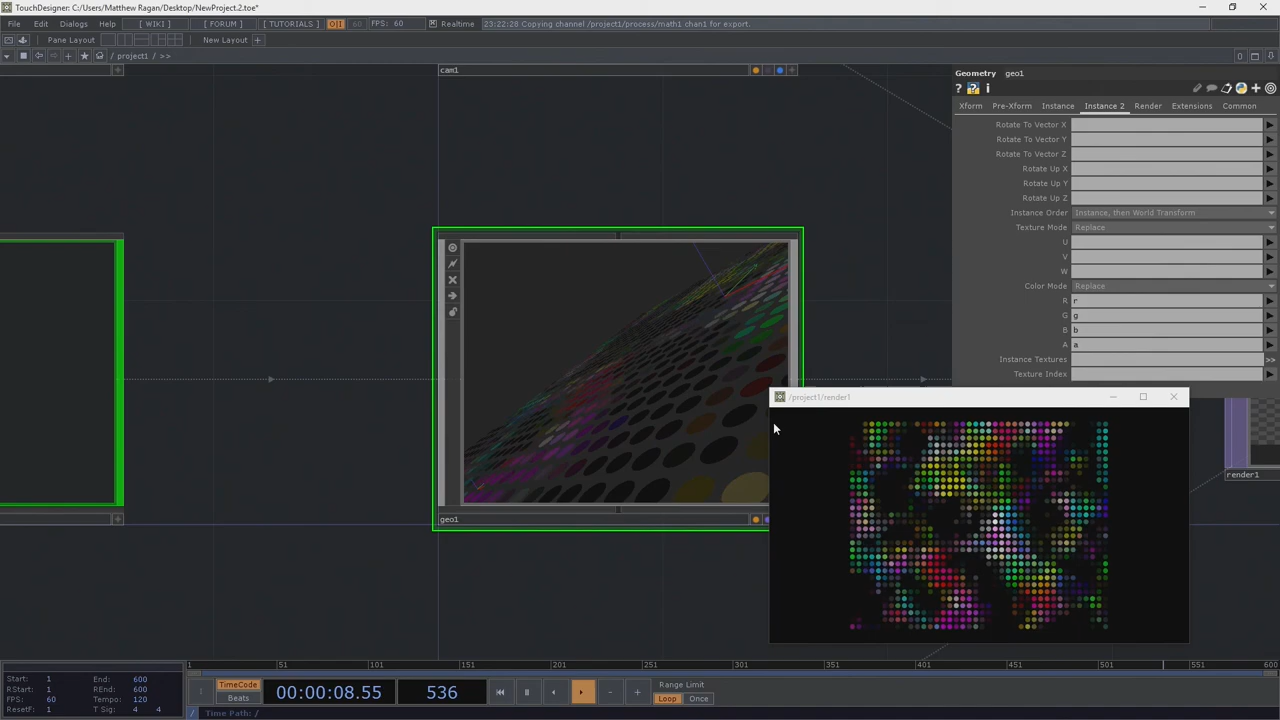 TouchDesigner: C:/Users/Matthew Ragan/Desktop/NewProject.2.toe*
File Edit Dialogs Help [ WIKI ] [ FORUM ] [ TUTORIALS ] O|I 60 FPS: 60 Realtime 23:22:28 Copying channel /project1/process/math1 chan1 for export.
Pane Layout New Layout +
/ project1 / >>
cam1
Geometry geo1
Xform Pre-Xform Instance Instance 2 Render Extensions Common
Rotate To Vector X
Rotate To Vector Y
Rotate To Vector Z
Rotate Up X
Rotate Up Y
Rotate Up Z
Instance Order Instance, then World Transform
Texture Mode Replace
U
V
W
Color Mode Replace
R r
G g
B b
A a
Instance Textures >>
Texture Index
/project1/render1
render1
geo1
1 51 101 151 201 251 301 351 401 451 501 551 600
Start: 1 End: 600
RStart: 1 REnd: 600
FPS: 60 Tempo: 120
ResetF: 1 T Sig: 4 4
TimeCode
Beats
00:00:08.55 536
Range Limit
Loop Once
/ Time Path: /